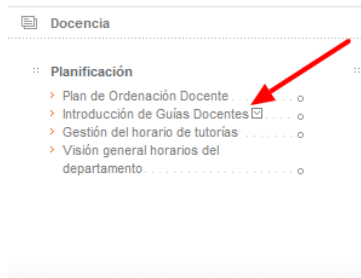 Docencia
Planificación
Plan de Ordenación Docente
Introducción de Guías Docentes
Gestión del horario de tutorías
Visión general horarios del
departamento